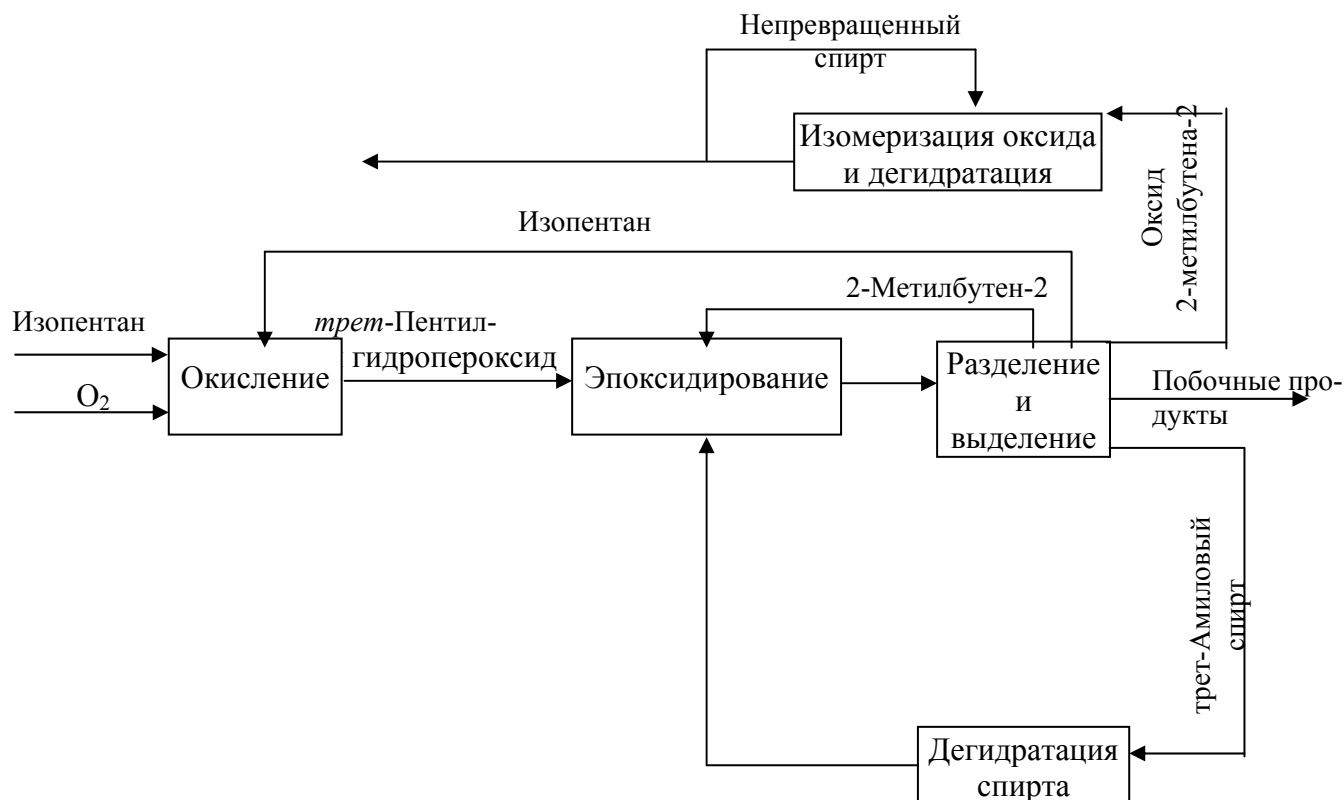 Непревращенный
спирт
Изомеризация оксида
и дегидратация
Оксид
2-метилбутена-2
Изопентан
2-Метилбутен-2
Изопентан
O₂
Окисление
трет-Пентил-
гидропероксид
Эпоксидирование
Разделение
и
выделение
Побочные про-
дукты
трет-Амиловый
спирт
Дегидратация
спирта